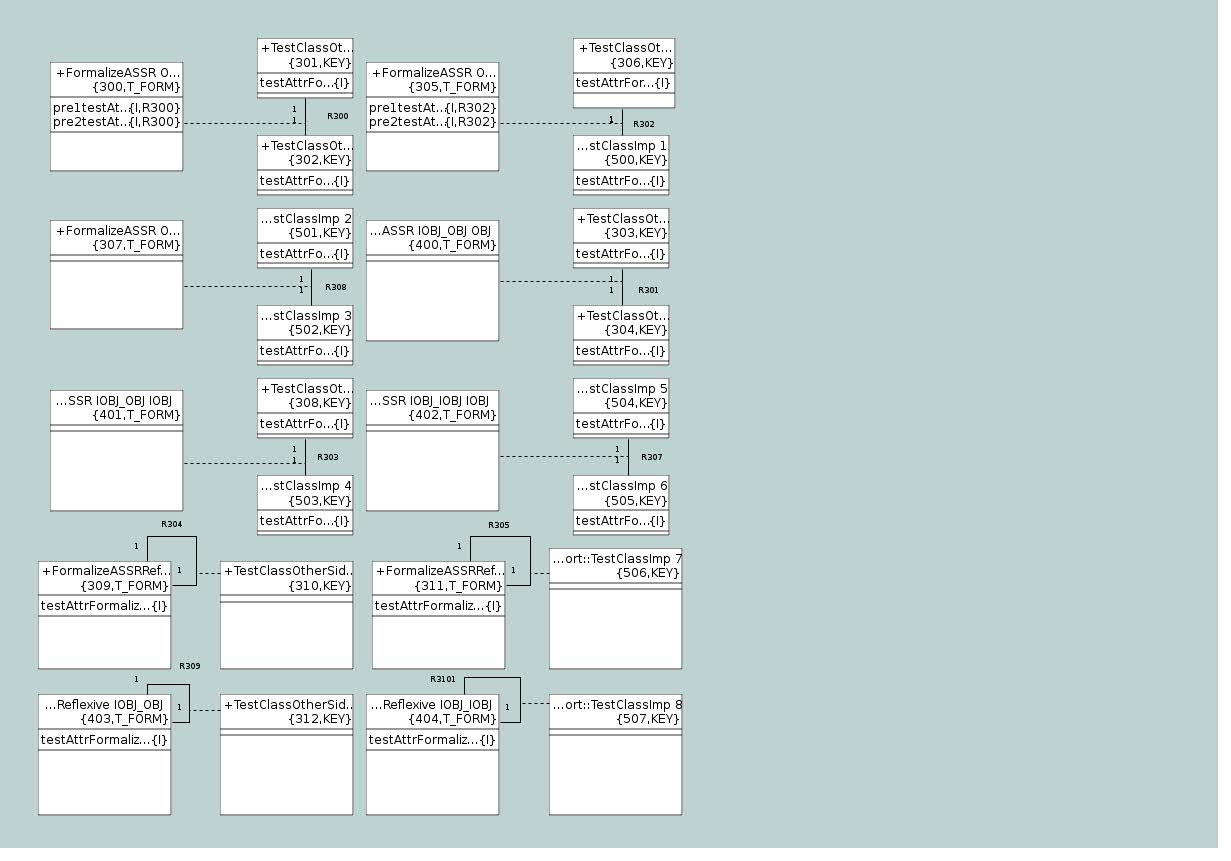 +FormalizeASSR O...
{300,T_FORM}
pre1testAt...{I,R300}
pre2testAt...{I,R300}
+TestClassOt...
{301,KEY}
testAttrFo...{I}
1
1
R300
+TestClassOt...
{302,KEY}
testAttrFo...{I}
+FormalizeASSR O...
{305,T_FORM}
pre1testAt...{I,R302}
pre2testAt...{I,R302}
+TestClassOt...
{306,KEY}
testAttrFor...{I}
1
R302
...stClassImp 1
{500,KEY}
testAttrFo...{I}
+FormalizeASSR O...
{307,T_FORM}
...stClassImp 2
{501,KEY}
testAttrFo...{I}
1
1
R308
...stClassImp 3
{502,KEY}
testAttrFo...{I}
...ASSR IOBJ_OBJ OBJ
{400,T_FORM}
+TestClassOt...
{303,KEY}
testAttrFo...{I}
1
1
R301
+TestClassOt...
{304,KEY}
testAttrFo...{I}
...SSR IOBJ_OBJ IOBJ
{401,T_FORM}
+TestClassOt...
{308,KEY}
testAttrFo...{I}
1
1
R303
...stClassImp 4
{503,KEY}
testAttrFo...{I}
...SSR IOBJ_IOBJ IOBJ
{402,T_FORM}
...stClassImp 5
{504,KEY}
testAttrFo...{I}
1
1
R307
...stClassImp 6
{505,KEY}
testAttrFo...{I}
R304
1
1
+FormalizeASSRRef...
{309,T_FORM}
testAttrFormaliz...{I}
+TestClassOtherSid...
{310,KEY}
R305
1
1
+FormalizeASSRRef...
{311,T_FORM}
testAttrFormaliz...{I}
...ort::TestClassImp 7
{506,KEY}
R309
1
1
...Reflexive IOBJ_OBJ
{403,T_FORM}
testAttrFormaliz...{I}
+TestClassOtherSid...
{312,KEY}
R3101
1
...Reflexive IOBJ_IOBJ
{404,T_FORM}
testAttrFormaliz...{I}
...ort::TestClassImp 8
{507,KEY}